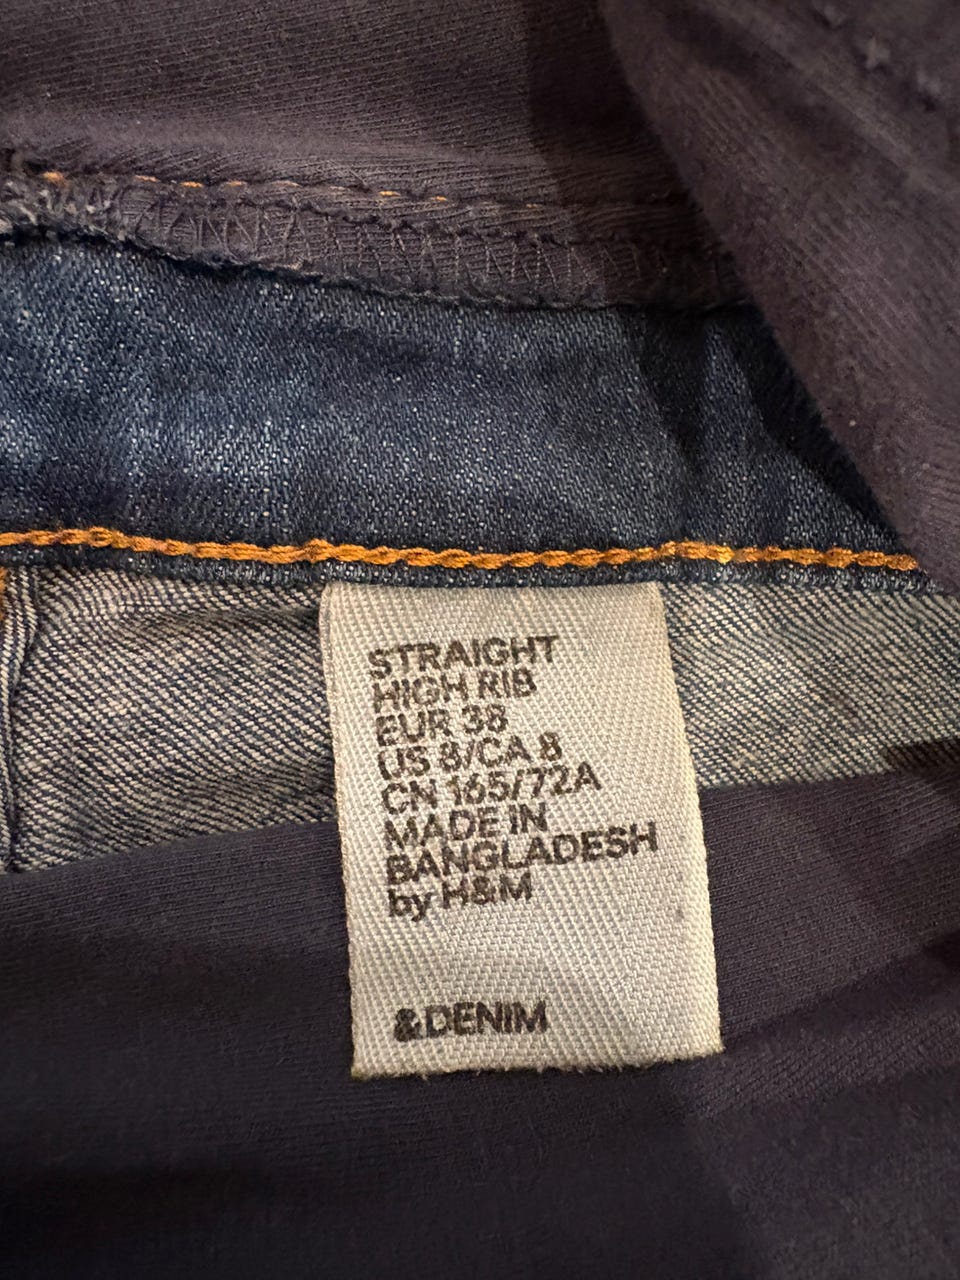 STRAIGHT
HIGH RIB
EUR 38
US 8/CA 8
CN 165/72A
MADE IN
BANGLADESH
by H&M
&DENIM